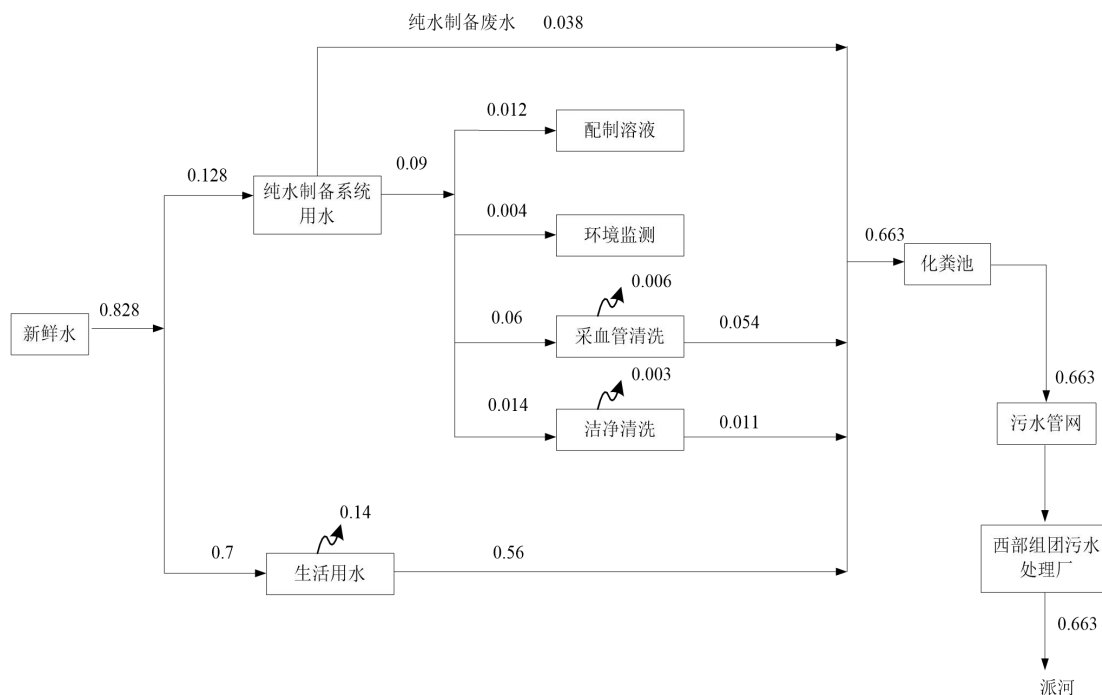 纯水制备废水 0.038
0.012
配制溶液
0.09
0.128
纯水制备系统
用水
0.004
环境监测
0.663
化粪池
0.006
0.828
新鲜水
0.06
采血管清洗
0.054
0.003
0.663
0.014
洁净清洗
0.011
污水管网
0.14
0.7
生活用水
0.56
西部组团污水
处理厂
0.663
派河